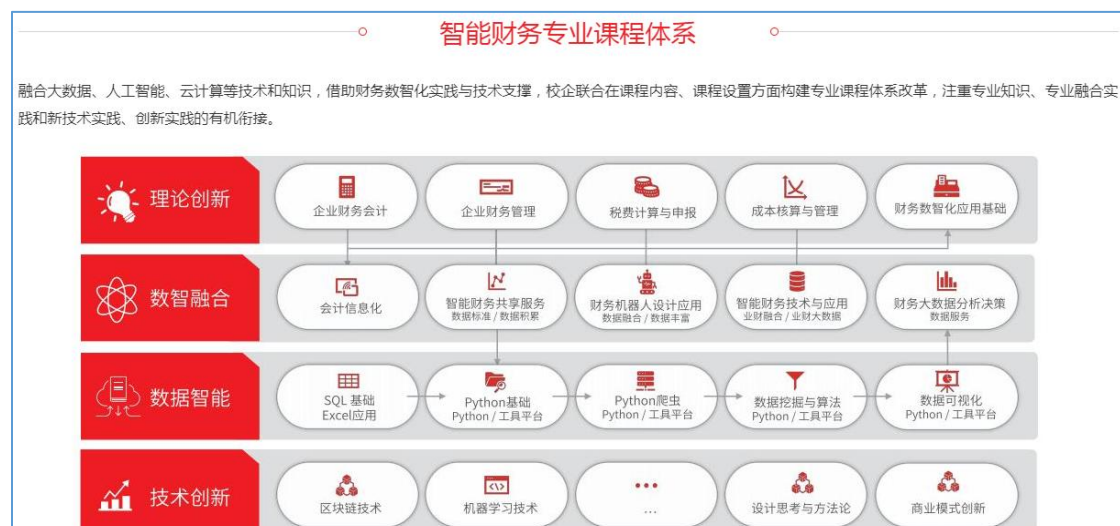 智能财务专业课程体系
融合大数据、人工智能、云计算等技术和知识，借助财务数智化实践与技术支撑，校企联合在课程内容、课程设置方面构建专业课程体系改革，注重专业知识、专业融合实
践和新技术实践、创新实践的有机衔接。
理论创新
企业财务会计
企业财务管理
税费计算与申报
成本核算与管理
财务数智化应用基础
数智融合
会计信息化
智能财务共享服务
数据标准 / 数据积累
财务机器人设计应用
数据融合 / 数据丰富
智能财务技术与应用
业财融合 / 业财大数据
财务大数据分析决策
数据服务
数据智能
SQL 基础
Excel应用
Python基础
Python / 工具平台
Python爬虫
Python / 工具平台
数据挖掘与算法
Python / 工具平台
数据可视化
Python / 工具平台
技术创新
区块链技术
机器学习技术
...
设计思考与方法论
商业模式创新